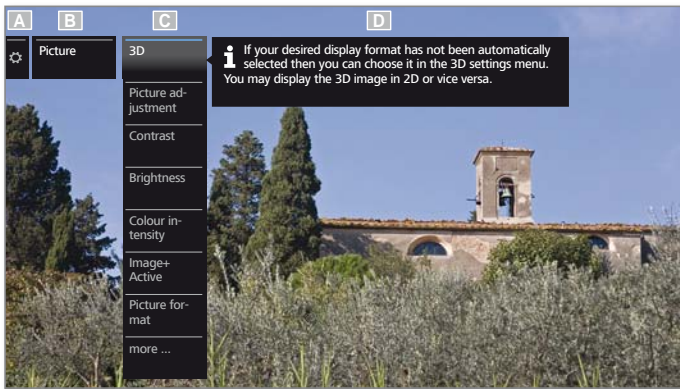 A B C D
Picture
3D
If your desired display format has not been automatically
selected then you can choose it in the 3D settings menu.
You may display the 3D image in 2D or vice versa.
Picture ad-
justment
Contrast
Brightness
Colour in-
tensity
Image+
Active
Picture for-
mat
more ...